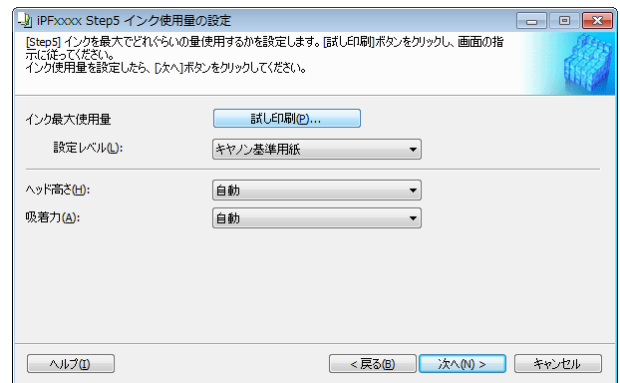 iPFxxxx Step5 インク使用量の設定
[Step5] インクを最大でどれぐらいの量使用するかを設定します。[試し印刷]ボタンをクリックし、画面の指
示に従ってください。
インク使用量を設定したら、[次へ]ボタンをクリックしてください。
インク最大使用量 試し印刷(P)...
設定レベル(L): キヤノン基準用紙
ヘッド高さ(H): 自動
吸着力(A): 自動
ヘルプ(I) < 戻る(B) 次へ(N) > キャンセル